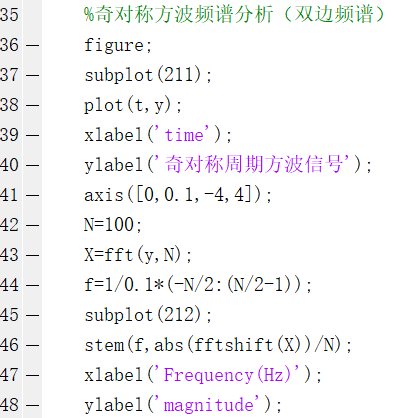 35 %奇对称方波频谱分析（双边频谱）
36 — figure;
37 — subplot(211);
38 — plot(t,y);
39 — xlabel('time');
40 — ylabel('奇对称周期方波信号');
41 — axis([0,0.1,-4,4]);
42 — N=100;
43 — X=fft(y,N);
44 — f=1/0.1*(-N/2:(N/2-1));
45 — subplot(212);
46 — stem(f,abs(fftshift(X))/N);
47 — xlabel('Frequency(Hz)');
48 — ylabel('magnitude');